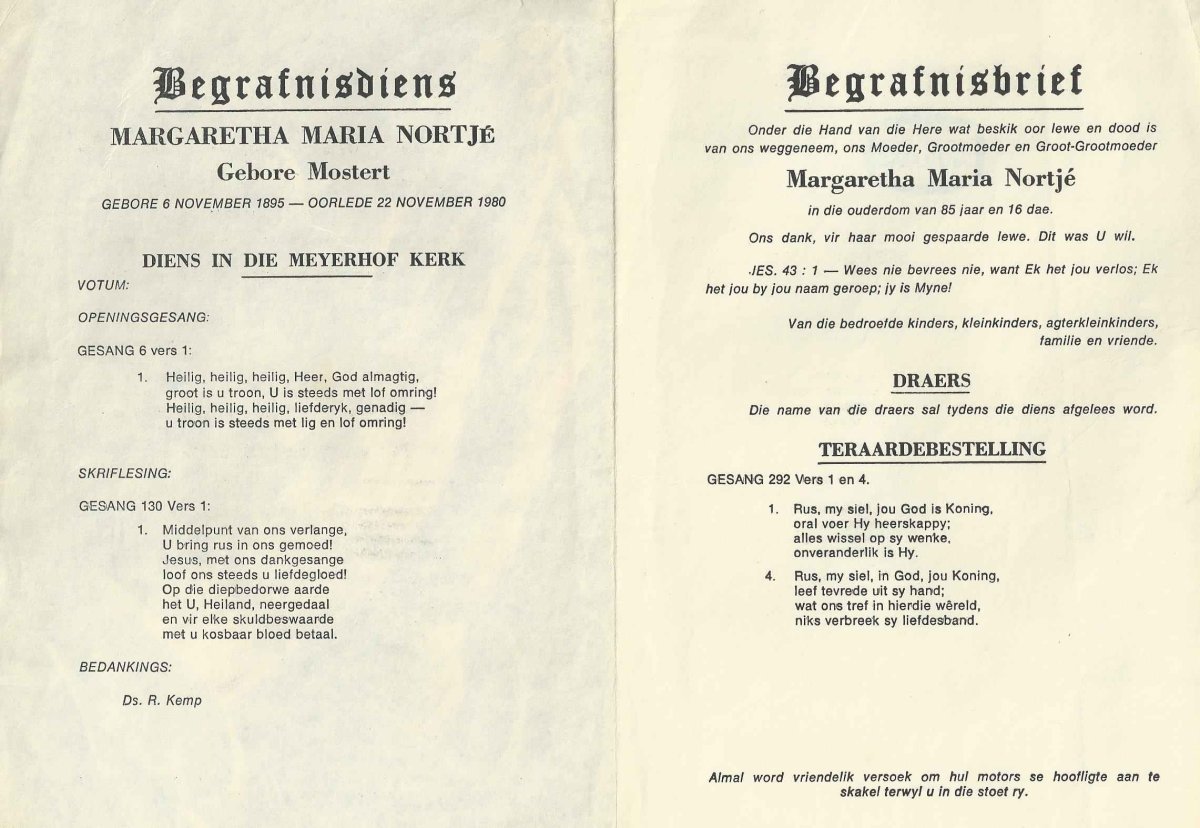 Begrafnisdiens
MARGARETHA MARIA NORTJÉ
Gebore Mostert
GEBORE 6 NOVEMBER 1895 — OORLEDE 22 NOVEMBER 1980
DIENS IN DIE MEYERHOF KERK
VOTUM:
OPENINGSGESANG:
GESANG 6 vers 1:
1. Heilig, heilig, heilig, Heer, God almagtig,
groot is u troon, U is steeds met lof omring!
Heilig, heilig, heilig, liefderyk, genadig —
u troon is steeds met lig en lof omring!
SKRIFLESING:
GESANG 130 Vers 1:
1. Middelpunt van ons verlange,
U bring rus in ons gemoed!
Jesus, met ons dankgesange
loof ons steeds u liefdegloed!
Op die diepbedorwe aarde
het U, Heiland, neergedaal
en vir elke skuldbeswaarde
met u kosbaar bloed betaal.
BEDANKINGS:
Ds. R. Kemp
Begrafnisbrief
Onder die Hand van die Here wat beskik oor lewe en dood is
van ons weggeneem, ons Moeder, Grootmoeder en Groot-Grootmoeder
Margaretha Maria Nortjé
in die ouderdom van 85 jaar en 16 dae.
Ons dank, vir haar mooi gespaarde lewe. Dit was U wil.
JES. 43 : 1 — Wees nie bevrees nie, want Ek het jou verlos; Ek
het jou by jou naam geroep; jy is Myne!
Van die bedroefde kinders, kleinkinders, agterkleinkinders,
familie en vriende.
DRAERS
Die name van die draers sal tydens die diens afgelees word.
TERAARDEBESTELLING
GESANG 292 Vers 1 en 4.
1. Rus, my siel, jou God is Koning,
oral voer Hy heerskappy;
alles wissel op sy wenke,
onveranderlik is Hy.
4. Rus, my siel, in God, jou Koning,
leef tevrede uit sy hand;
wat ons tref in hierdie wêreld,
niks verbreek sy liefdesband.
Almal word vriendelik versoek om hul motors se hoofligte aan te
skakel terwyl u in die stoet ry.